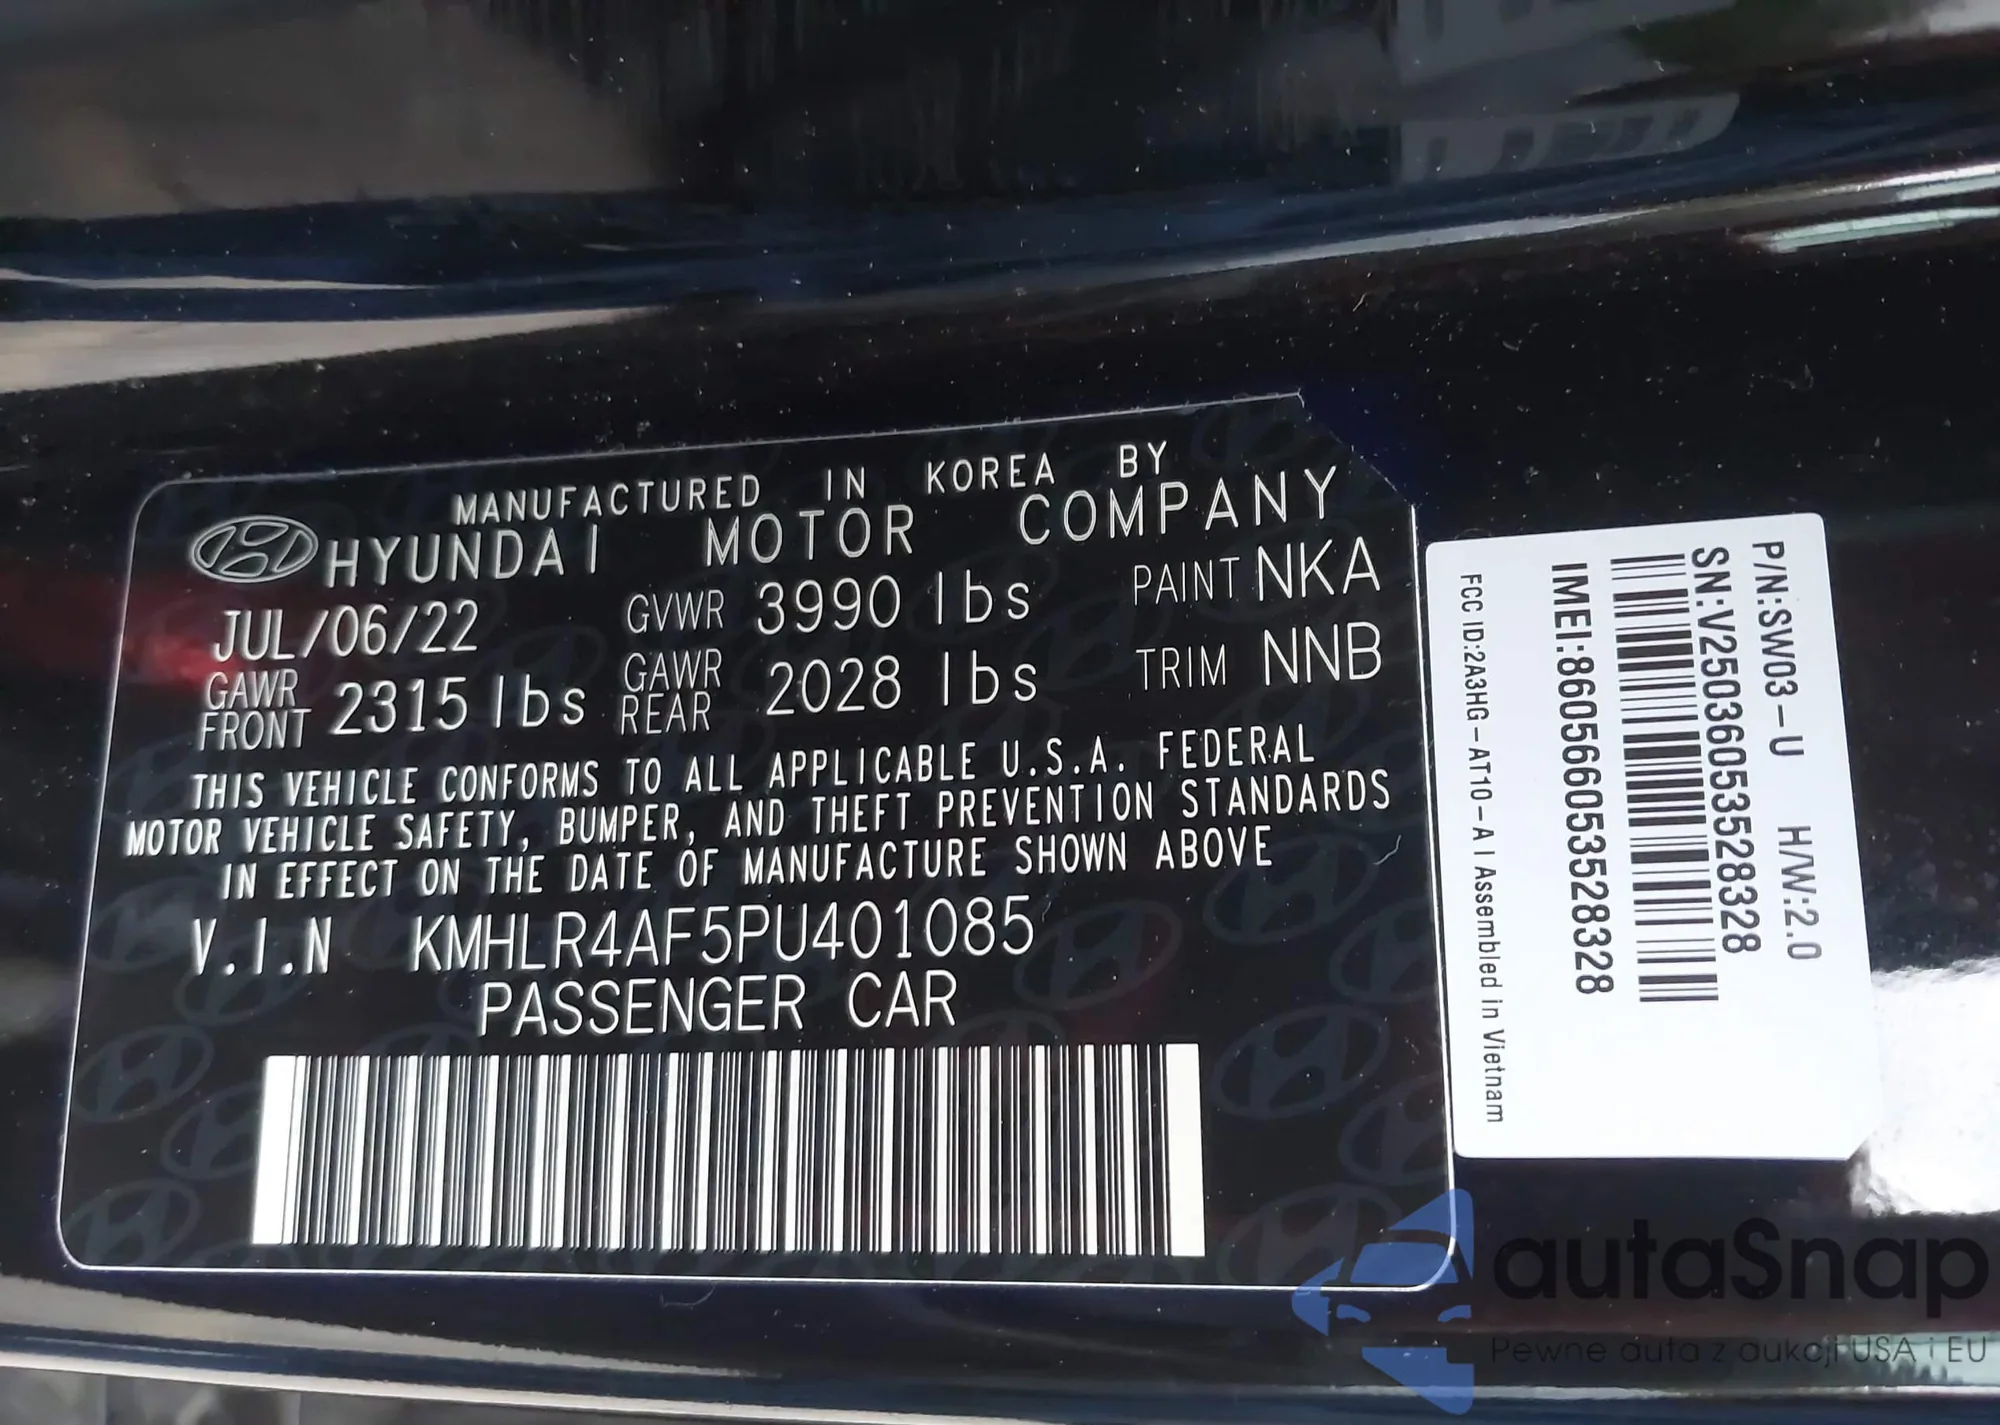 MANUFACTURED IN KOREA BY
HYUNDAI MOTOR COMPANY
JUL/06/22 GVWR 3990 lbs PAINT NKA
GAWR FRONT 2315 lbs GAWR REAR 2028 lbs TRIM NNB
THIS VEHICLE CONFORMS TO ALL APPLICABLE U.S.A. FEDERAL
MOTOR VEHICLE SAFETY, BUMPER, AND THEFT PREVENTION STANDARDS
IN EFFECT ON THE DATE OF MANUFACTURE SHOWN ABOVE
V.I.N KMHLR4AF5PU401085
PASSENGER CAR
P/N:SW03-U H/W:2.0
SN:V25036053528328
IMEI:860566053528328
FCC ID:2A3HG-AT10-A I Assembled in Vietnam
autaSnap
Pewne auta z aukcji USA i EU